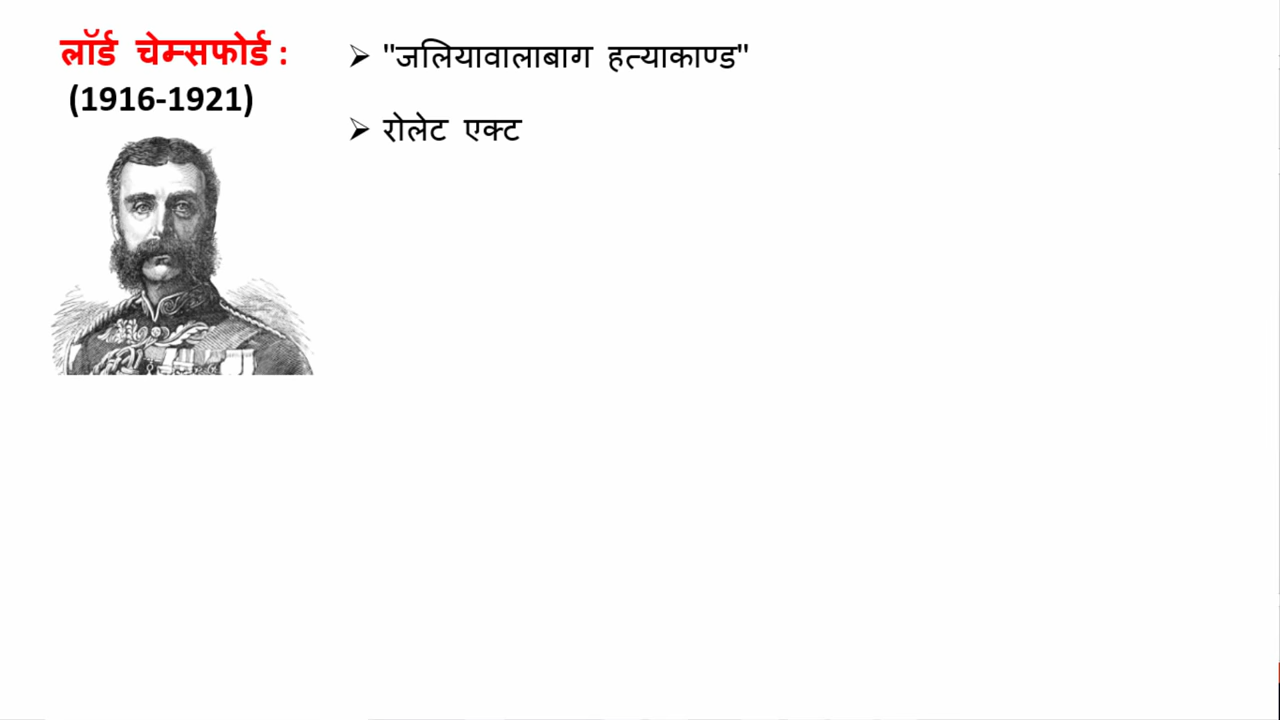 लॉर्ड चेम्सफोर्ड :
(1916-1921)
➢ "जलियावालाबाग हत्याकाण्ड"
➢ रोलेट एक्ट